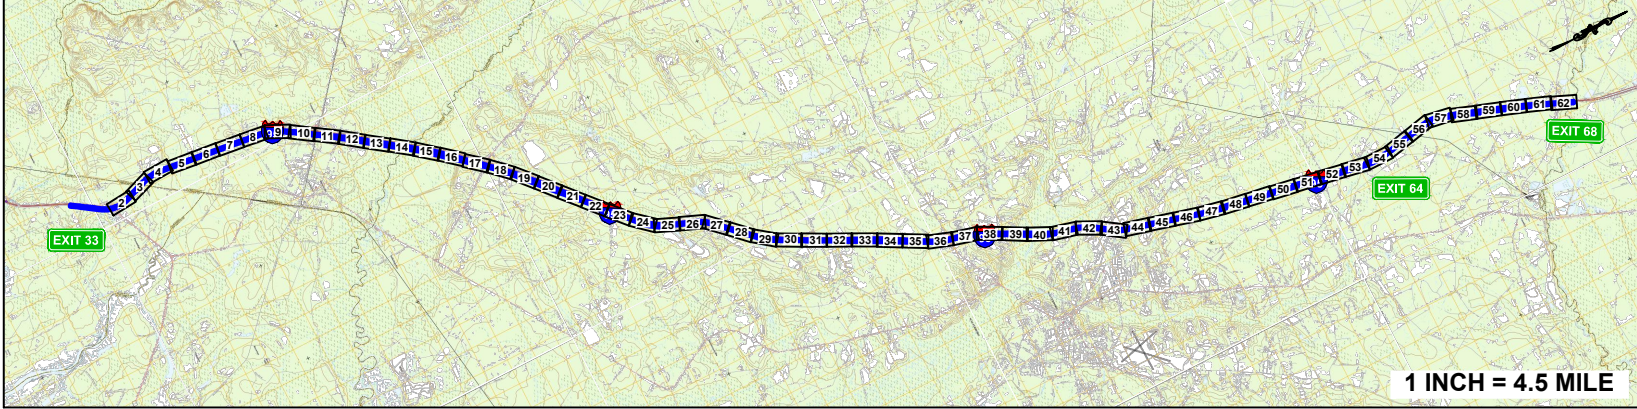 2 3 4 5 6 7 8 9 10 11 12 13 14 15 16 17 18 19 20 21 22 23 24 25 26 27 28 29 30 31 32 33 34 35 36 37 38 39 40 41 42 43 44 45 46 47 48 49 50 51 52 53 54 55 56 57 58 59 60 61 62
EXIT 68
EXIT 64
EXIT 33
1 INCH = 4.5 MILE